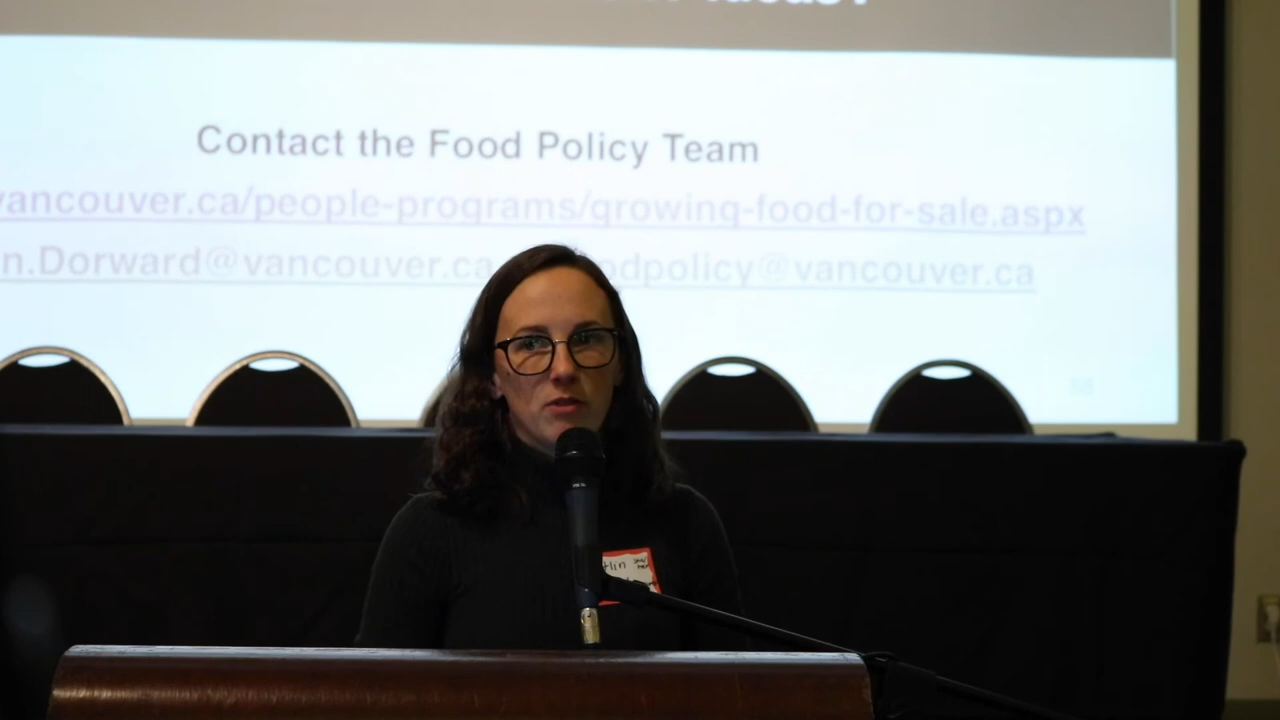 Contact the Food Policy Team
vancouver.ca/people-programs/growing-food-for-sale.aspx
n.Dorward@vancouver.ca odpolicy@vancouver.ca
tlin